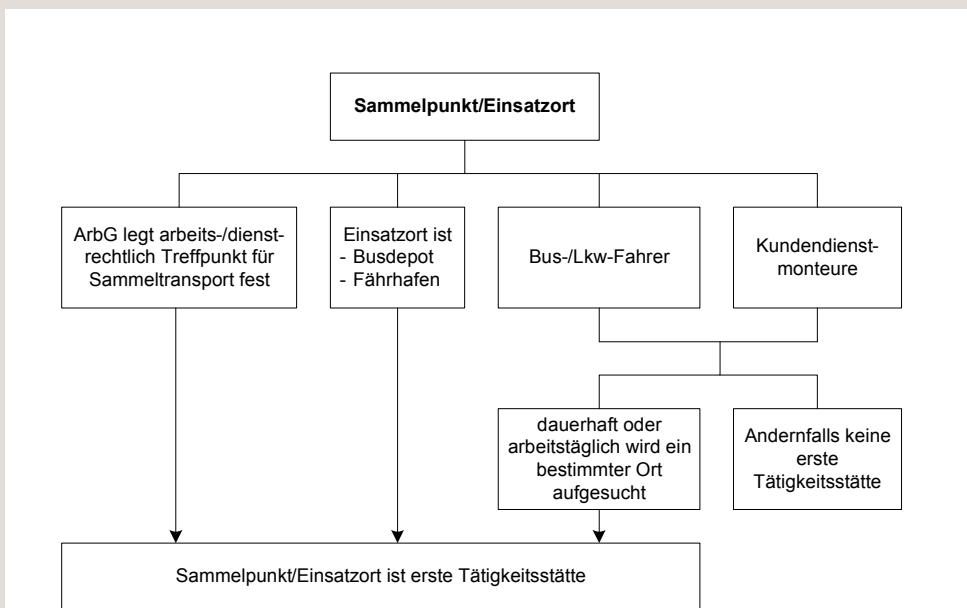 Sammelpunkt/Einsatzort
ArbG legt arbeits-/dienst-
rechtlich Treffpunkt für
Sammeltransport fest
Einsatzort ist
- Busdepot
- Fährhafen
Bus-/Lkw-Fahrer
Kundendienst-
monteure
dauerhaft oder
arbeitstäglich wird ein
bestimmter Ort
aufgesucht
Andernfalls keine
erste
Tätigkeitsstätte
Sammelpunkt/Einsatzort ist erste Tätigkeitsstätte